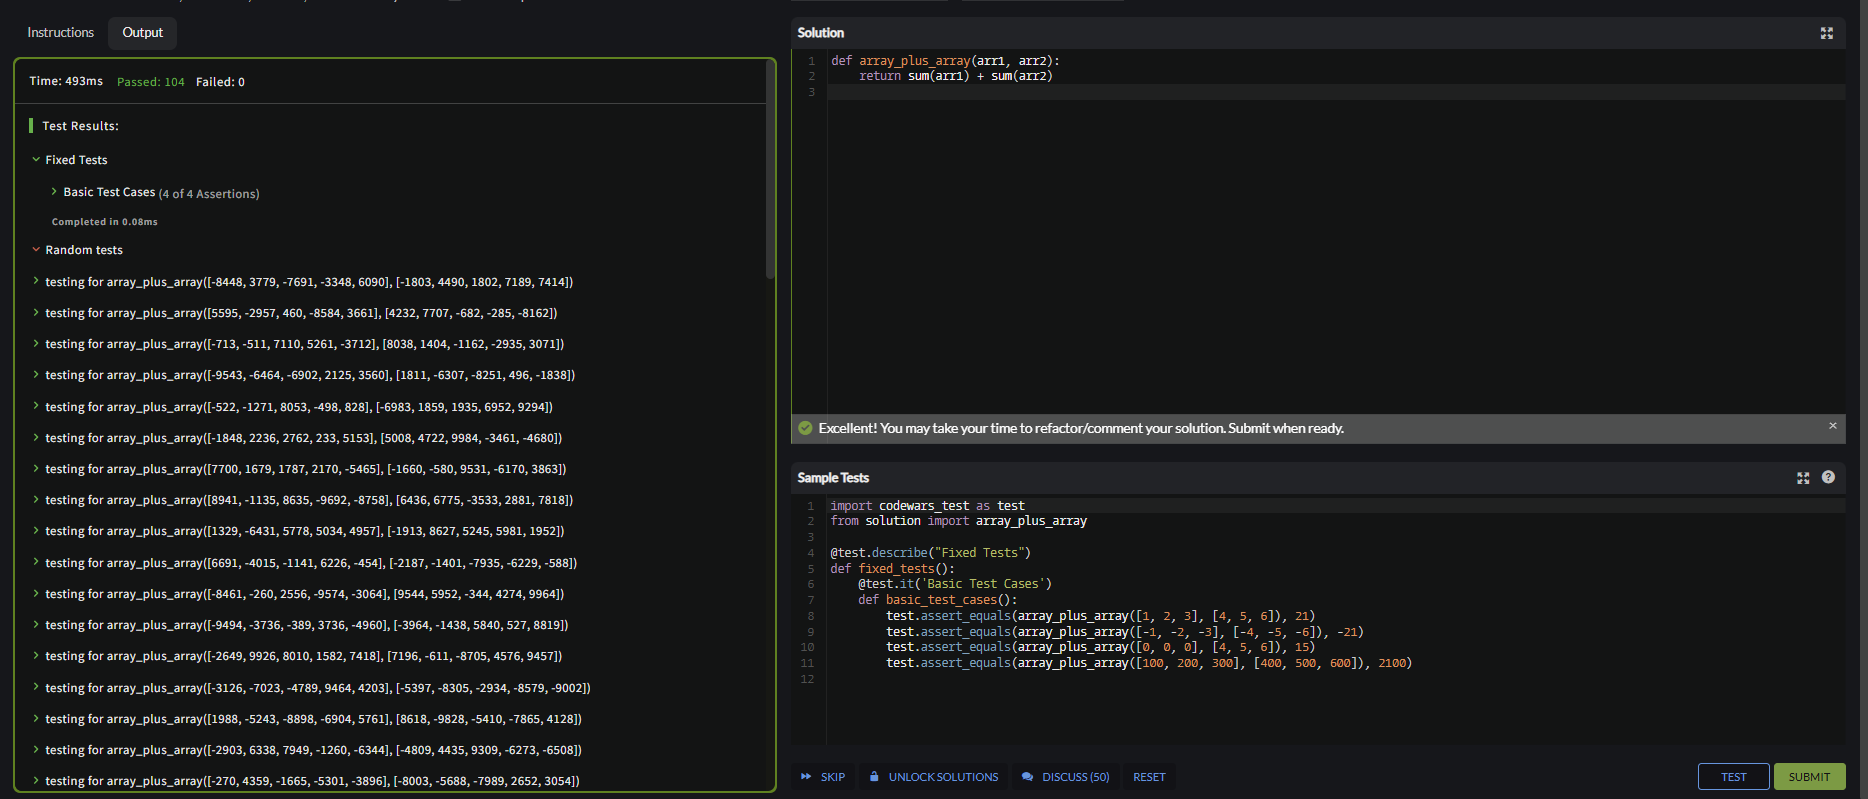 Instructions
Output
Time: 493ms Passed: 104 Failed: 0
Test Results:
Fixed Tests
Basic Test Cases (4 of 4 Assertions)
Completed in 0.08ms
Random tests
testing for array_plus_array([-8448, 3779, -7691, -3348, 6090], [-1803, 4490, 1802, 7189, 7414])
testing for array_plus_array([5595, -2957, 460, -8584, 3661], [4232, 7707, -682, -285, -8162])
testing for array_plus_array([-713, -511, 7110, 5261, -3712], [8038, 1404, -1162, -2935, 3071])
testing for array_plus_array([-9543, -6464, -6902, 2125, 3560], [1811, -6307, -8251, 496, -1838])
testing for array_plus_array([-522, -1271, 8053, -498, 828], [-6983, 1859, 1935, 6952, 9294])
testing for array_plus_array([-1848, 2236, 2762, 233, 5153], [5008, 4722, 9984, -3461, -4680])
testing for array_plus_array([7700, 1679, 1787, 2170, -5465], [-1660, -580, 9531, -6170, 3863])
testing for array_plus_array([8941, -1135, 8635, -9692, -8758], [6436, 6775, -3533, 2881, 7818])
testing for array_plus_array([1329, -6431, 5778, 5034, 4957], [-1913, 8627, 5245, 5981, 1952])
testing for array_plus_array([6691, -4015, -1141, 6226, -454], [-2187, -1401, -7935, -6229, -588])
testing for array_plus_array([-8461, -260, 2556, -9574, -3064], [9544, 5952, -344, 4274, 9964])
testing for array_plus_array([-9494, -3736, -389, 3736, -4960], [-3964, -1438, 5840, 527, 8819])
testing for array_plus_array([-2649, 9926, 8010, 1582, 7418], [7196, -611, -8705, 4576, 9457])
testing for array_plus_array([-3126, -7023, -4789, 9464, 4203], [-5397, -8305, -2934, -8579, -9002])
testing for array_plus_array([1988, -5243, -8898, -6904, 5761], [8618, -9828, -5410, -7865, 4128])
testing for array_plus_array([-2903, 6338, 7949, -1260, -6344], [-4809, 4435, 9309, -6273, -6508])
testing for array_plus_array([-270, 4359, -1665, -5301, -3896], [-8003, -5688, -7989, 2652, 3054])
Solution
1 def array_plus_array(arr1, arr2):
2     return sum(arr1) + sum(arr2)
3
Excellent! You may take your time to refactor/comment your solution. Submit when ready.
Sample Tests
1 import codewars_test as test
2 from solution import array_plus_array
3
4 @test.describe("Fixed Tests")
5 def fixed_tests():
6     @test.it('Basic Test Cases')
7     def basic_test_cases():
8         test.assert_equals(array_plus_array([1, 2, 3], [4, 5, 6]), 21)
9         test.assert_equals(array_plus_array([-1, -2, -3], [-4, -5, -6]), -21)
10         test.assert_equals(array_plus_array([0, 0, 0], [4, 5, 6]), 15)
11         test.assert_equals(array_plus_array([100, 200, 300], [400, 500, 600]), 2100)
12
SKIP
UNLOCK SOLUTIONS
DISCUSS (50)
RESET
TEST
SUBMIT